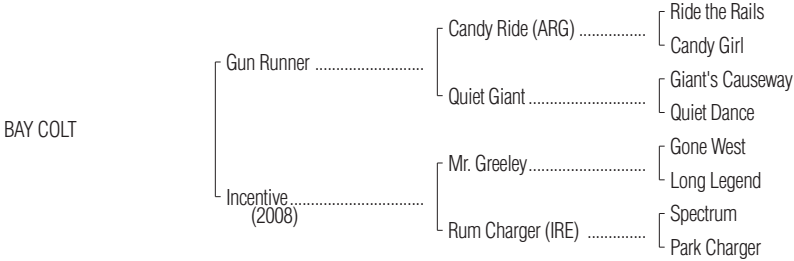 Ride the Rails
Candy Ride (ARG) ................
Candy Girl
Gun Runner ..........................
Giant's Causeway
Quiet Giant............................
Quiet Dance
BAY COLT
Gone West
Mr. Greeley............................
Long Legend
Incentive................................
(2008)
Spectrum
Rum Charger (IRE) ..............
Park Charger